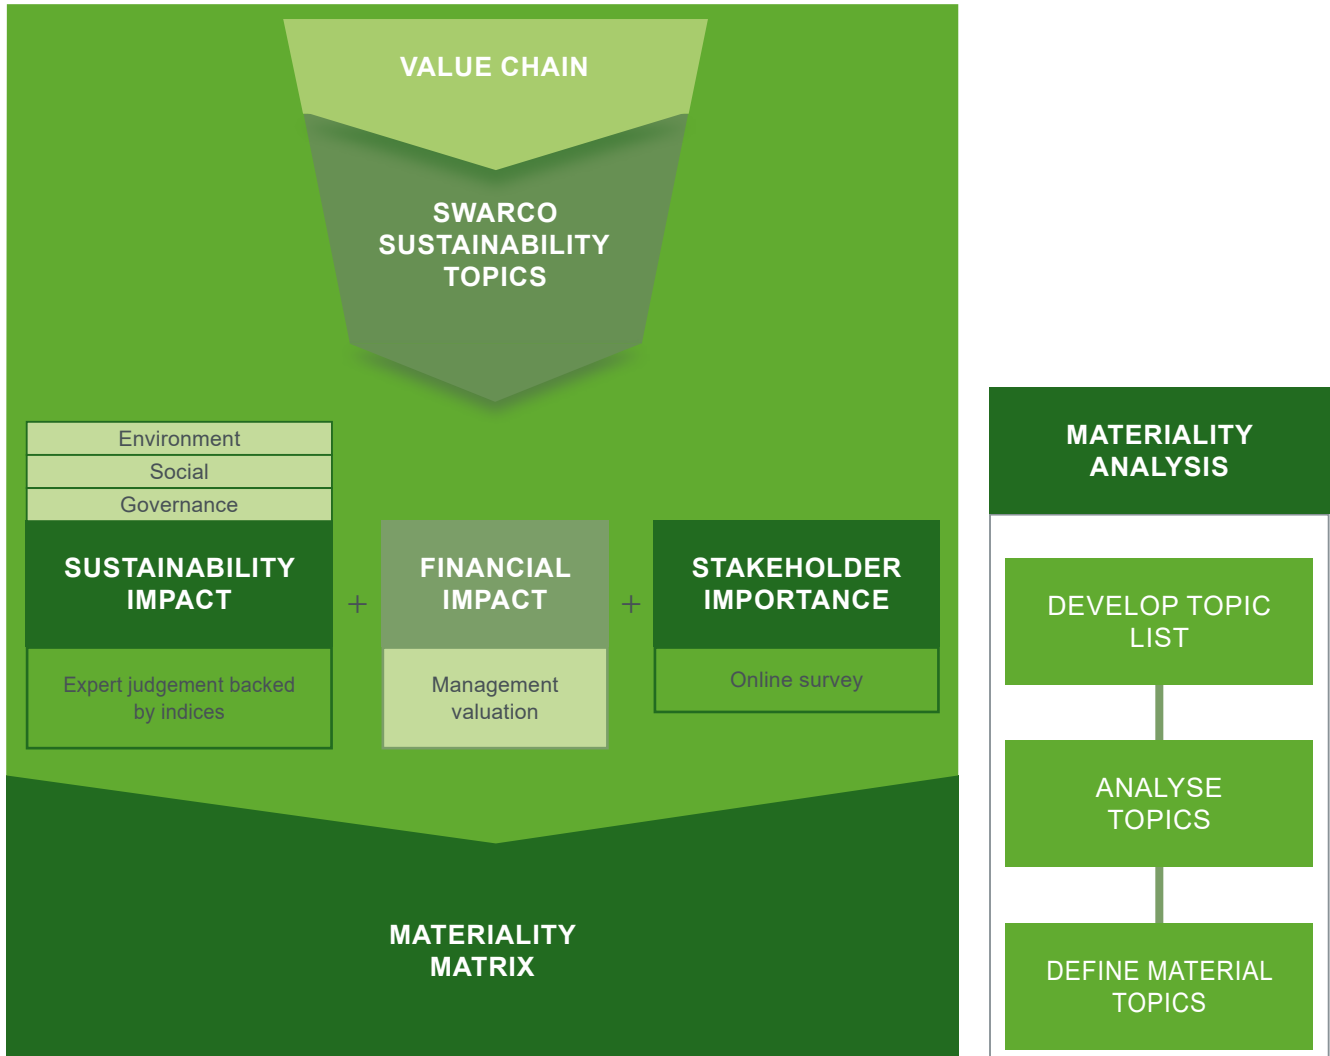 VALUE CHAIN
SWARCO
SUSTAINABILITY
TOPICS
Environment
Social
Governance
SUSTAINABILITY
IMPACT
Expert judgement backed
by indices
+
FINANCIAL
IMPACT
Management
valuation
+
STAKEHOLDER
IMPORTANCE
Online survey
MATERIALITY
MATRIX
MATERIALITY
ANALYSIS
DEVELOP TOPIC
LIST
ANALYSE
TOPICS
DEFINE MATERIAL
TOPICS